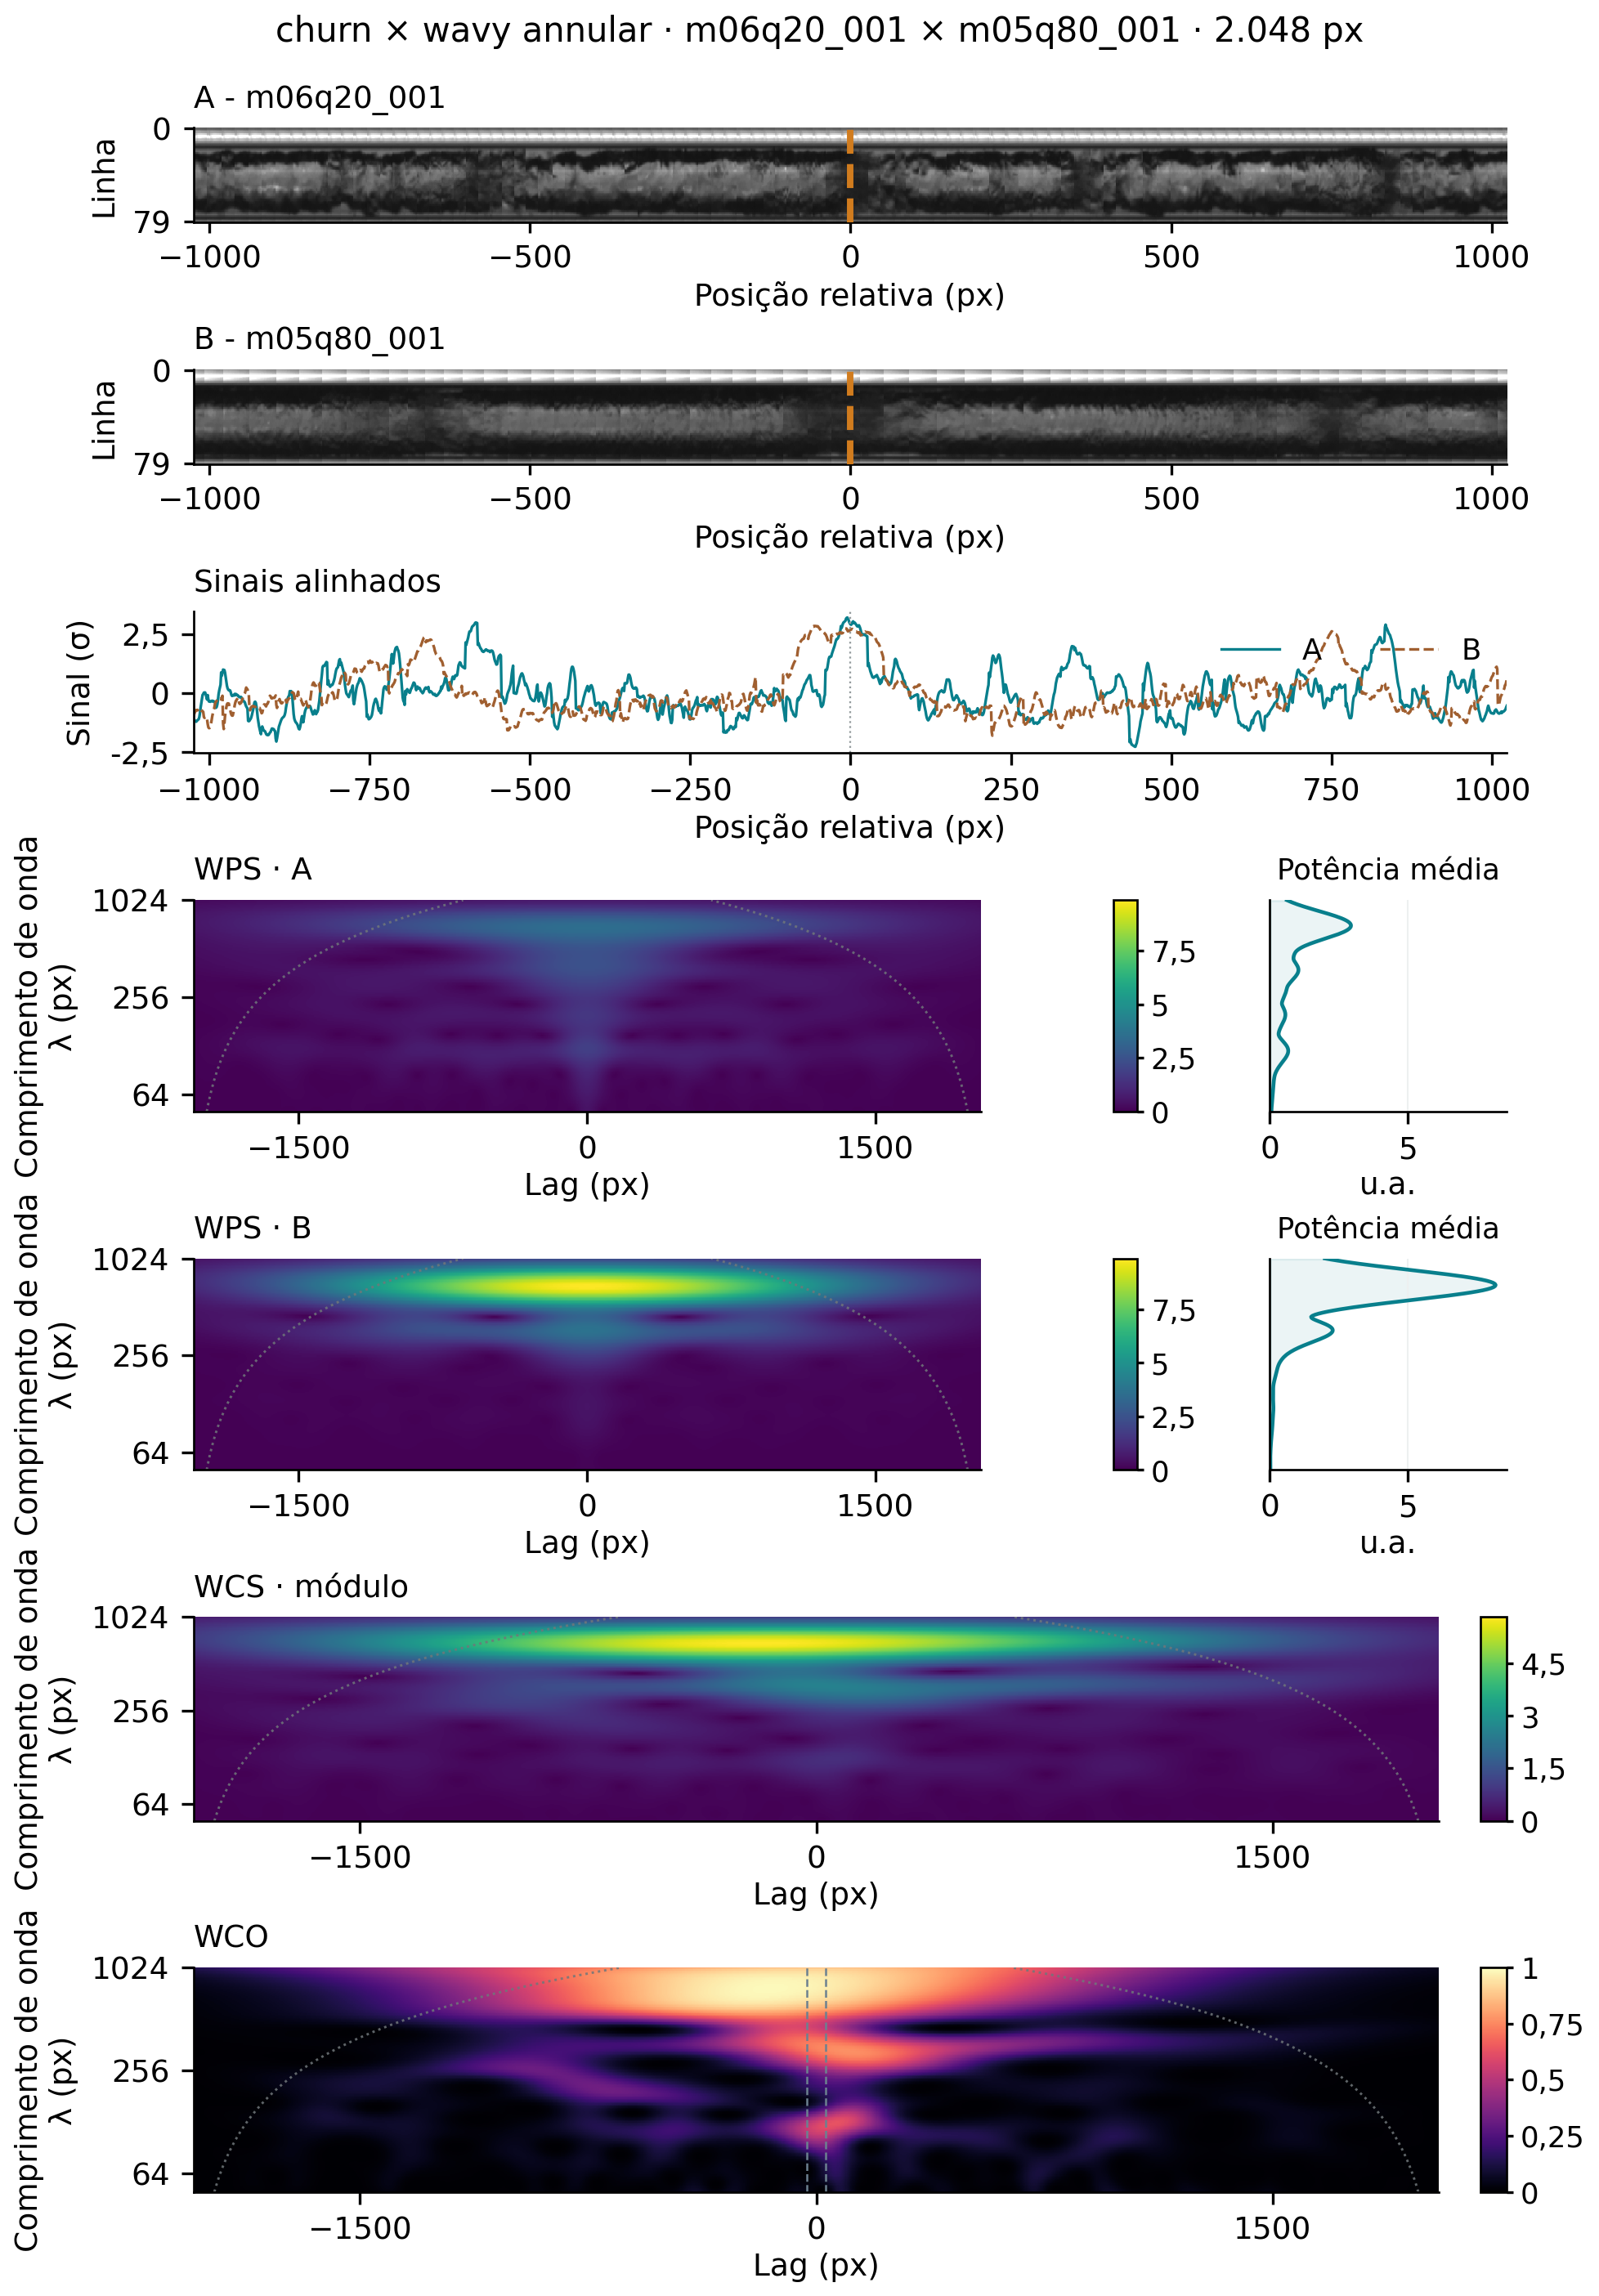 churn × wavy annular · m06q20_001 × m05q80_001 · 2.048 px
A - m06q20_001
Linha
0
79
−1000 −500 0 500 1000
Posição relativa (px)
B - m05q80_001
Linha
0
79
−1000 −500 0 500 1000
Posição relativa (px)
Sinais alinhados
Sinal (σ)
2,5
0
-2,5
A B
−1000 −750 −500 −250 0 250 500 750 1000
Posição relativa (px)
WPS · A
Comprimento de onda
λ (px)
1024
256
64
−1500 0 1500
Lag (px)
7,5
5
2,5
0
Potência média
0 5
u.a.
WPS · B
Comprimento de onda
λ (px)
1024
256
64
−1500 0 1500
Lag (px)
7,5
5
2,5
0
Potência média
0 5
u.a.
WCS · módulo
Comprimento de onda
λ (px)
1024
256
64
−1500 0 1500
Lag (px)
4,5
3
1,5
0
WCO
Comprimento de onda
λ (px)
1024
256
64
−1500 0 1500
Lag (px)
1
0,75
0,5
0,25
0